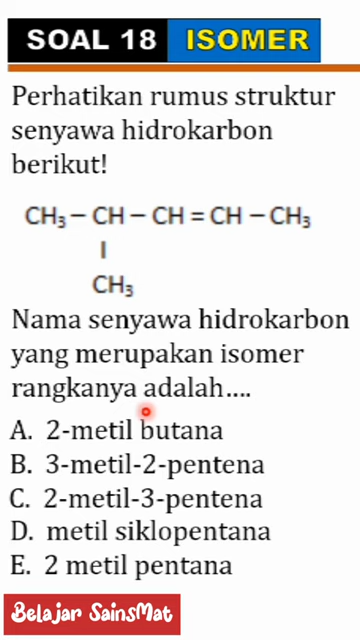 SOAL 18 ISOMER
Perhatikan rumus struktur
senyawa hidrokarbon
berikut!
CH₃ – CH – CH = CH – CH₃
|
CH₃
Nama senyawa hidrokarbon
yang merupakan isomer
rangkanya adalah....
A. 2-metil butana
B. 3-metil-2-pentena
C. 2-metil-3-pentena
D. metil siklopentana
E. 2 metil pentana
Belajar SainsMat